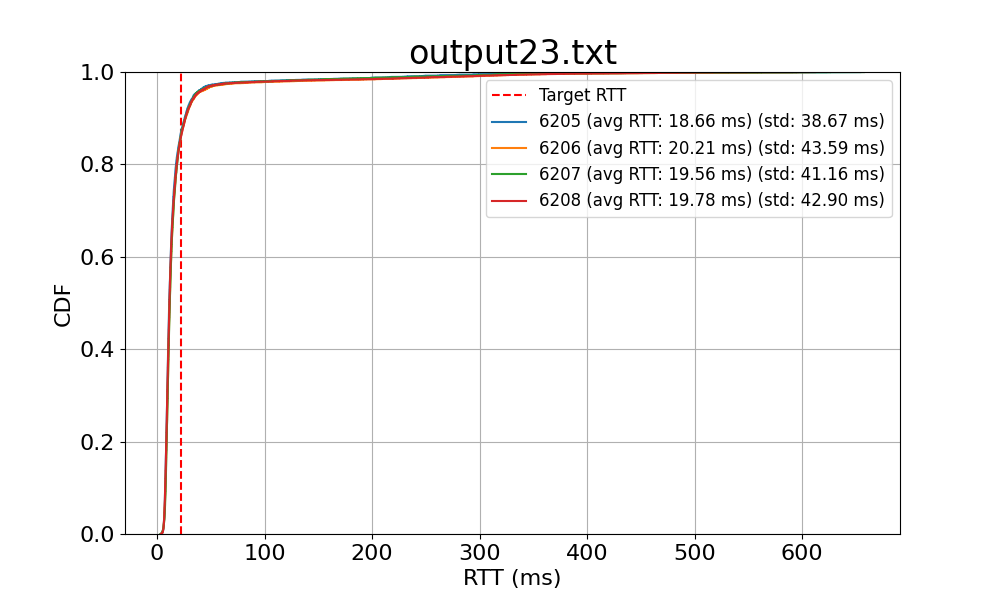 output23.txt
1.0
0.8
0.6
0.4
0.2
0.0
CDF
Target RTT
6205 (avg RTT: 18.66 ms) (std: 38.67 ms)
6206 (avg RTT: 20.21 ms) (std: 43.59 ms)
6207 (avg RTT: 19.56 ms) (std: 41.16 ms)
6208 (avg RTT: 19.78 ms) (std: 42.90 ms)
0 100 200 300 400 500 600
RTT (ms)